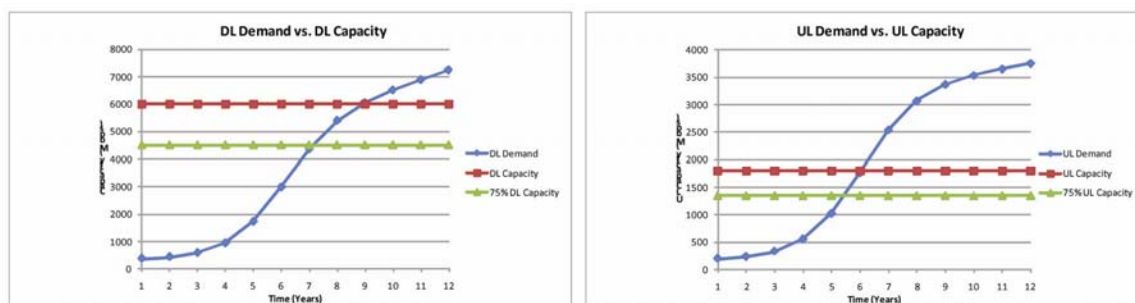 DL Demand vs. DL Capacity
8000
7000
6000
5000
4000
3000
2000
1000
0
1 2 3 4 5 6 7 8 9 10 11 12
Time (Years)
DL Demand
DL Capacity
75% DL Capacity
UL Demand vs. UL Capacity
4000
3500
3000
2500
2000
1500
1000
500
0
1 2 3 4 5 6 7 8 9 10 11 12
Time (Years)
UL Demand
UL Capacity
75% UL Capacity